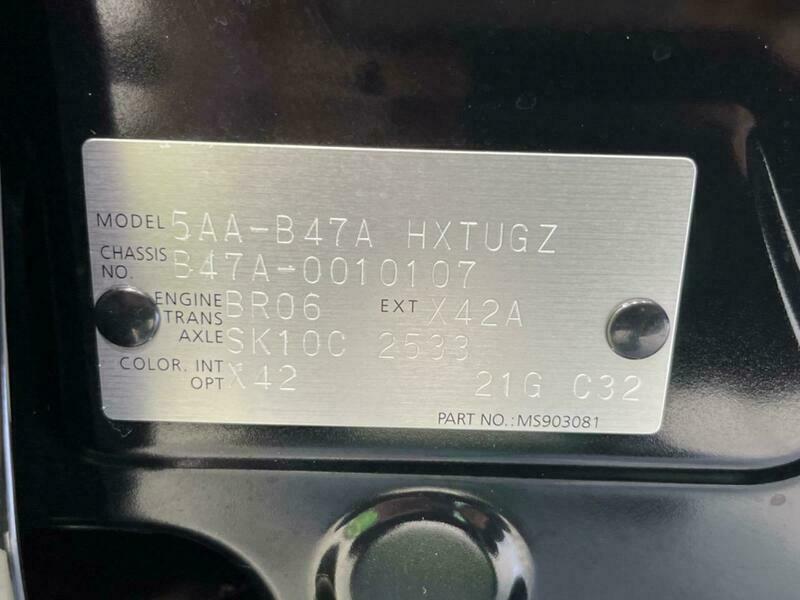 MODEL 5AA-B47A HXTUGZ
CHASSIS NO. B47A-0010107
ENGINE BR06 EXT X42A
TRANS AXLE SK10C 2533
COLOR. INT OPT X42 21G C32
PART NO.:MS903081